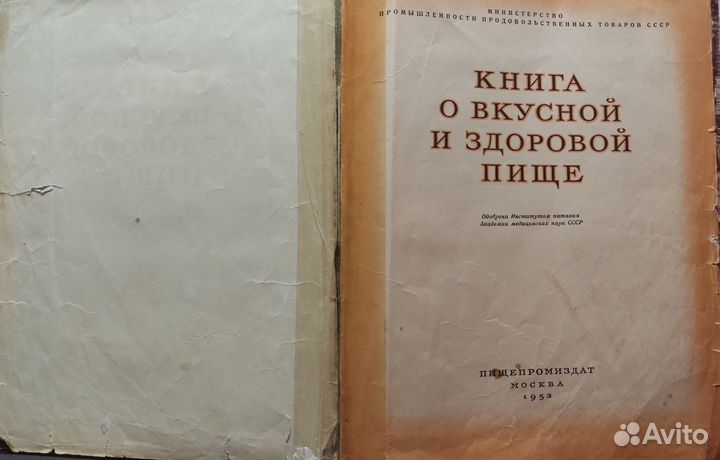 МИНИСТЕРСТВО
ПРОМЫШЛЕННОСТИ ПРОДОВОЛЬСТВЕННЫХ ТОВАРОВ СССР
КНИГА
О ВКУСНОЙ
И ЗДОРОВОЙ
ПИЩЕ
Одобрена Институтом питания
Академии медицинских наук СССР
ПИЩЕПРОМИЗДАТ
МОСКВА
1952
Avito